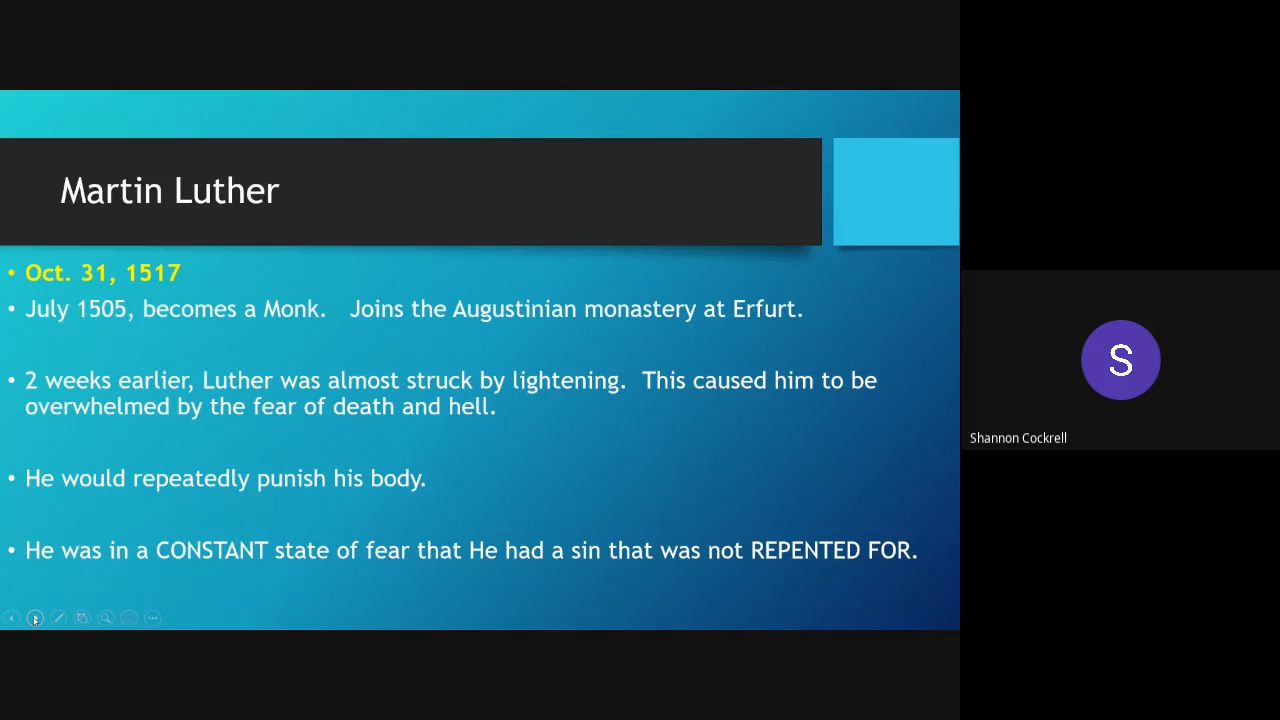 Martin Luther
• Oct. 31, 1517
• July 1505, becomes a Monk.   Joins the Augustinian monastery at Erfurt.
• 2 weeks earlier, Luther was almost struck by lightening.  This caused him to be
overwhelmed by the fear of death and hell.
• He would repeatedly punish his body.
• He was in a CONSTANT state of fear that He had a sin that was not REPENTED FOR.
S
Shannon Cockrell